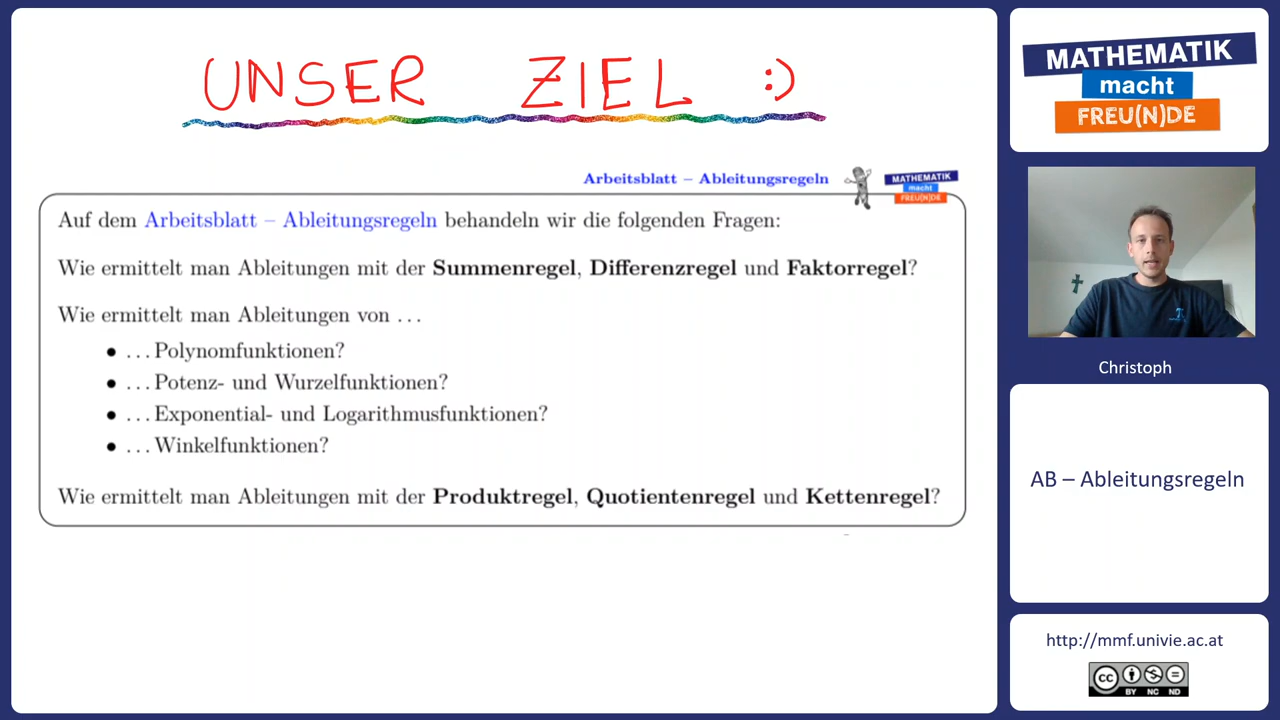 UNSER ZIEL :)
Arbeitsblatt – Ableitungsregeln
MATHEMATIK
macht
FREU(N)DE
Auf dem Arbeitsblatt – Ableitungsregeln behandeln wir die folgenden Fragen:
Wie ermittelt man Ableitungen mit der Summenregel, Differenzregel und Faktorregel?
Wie ermittelt man Ableitungen von ...
• ... Polynomfunktionen?
• ... Potenz- und Wurzelfunktionen?
• ... Exponential- und Logarithmusfunktionen?
• ... Winkelfunktionen?
Wie ermittelt man Ableitungen mit der Produktregel, Quotientenregel und Kettenregel?
MATHEMATIK
macht
FREU(N)DE
Christoph
AB – Ableitungsregeln
http://mmf.univie.ac.at
cc
BY NC ND